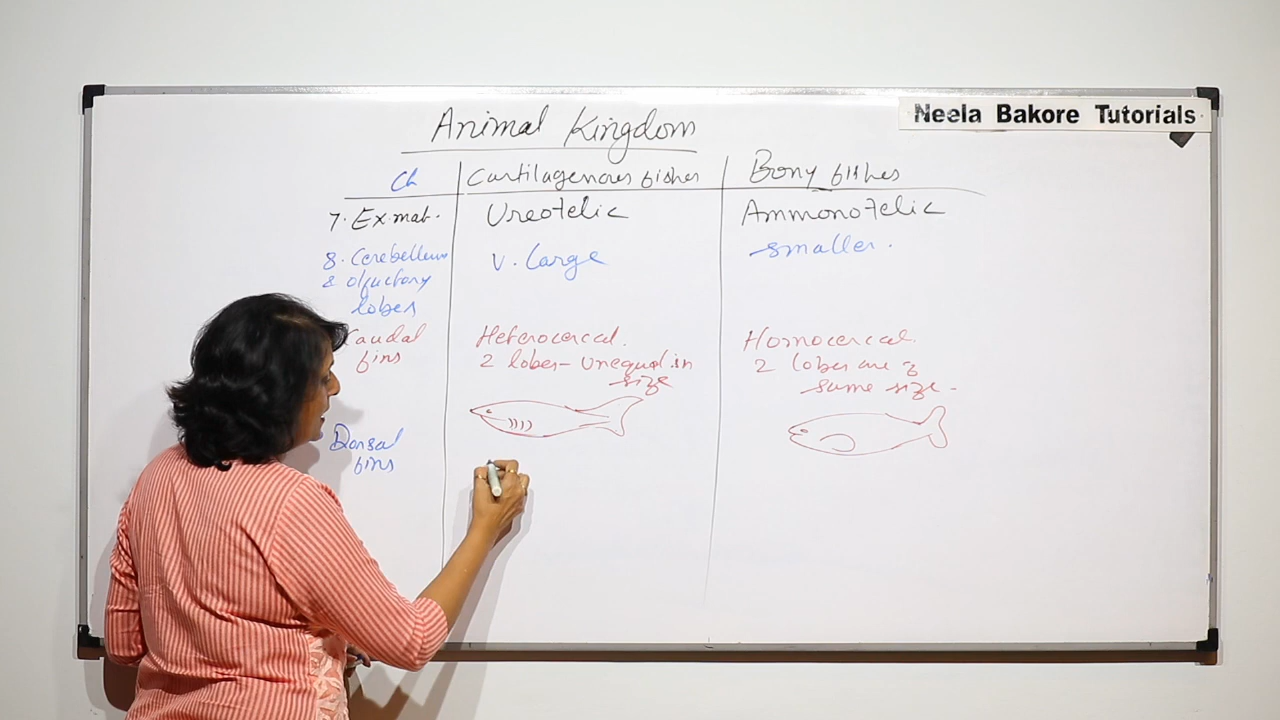 Neela Bakore Tutorials
Animal Kingdom
Ch Cartilagenous fishes Bony fishes
7. Ex. mat. Ureotelic Ammonotelic
8. Cerebellum V. Large smaller.
& Olfactory
lobes
Caudal Heterocercal. Homocercal.
fins 2 lobes- Unequal in 2 lobes are of
size same size -
Dorsal
fins